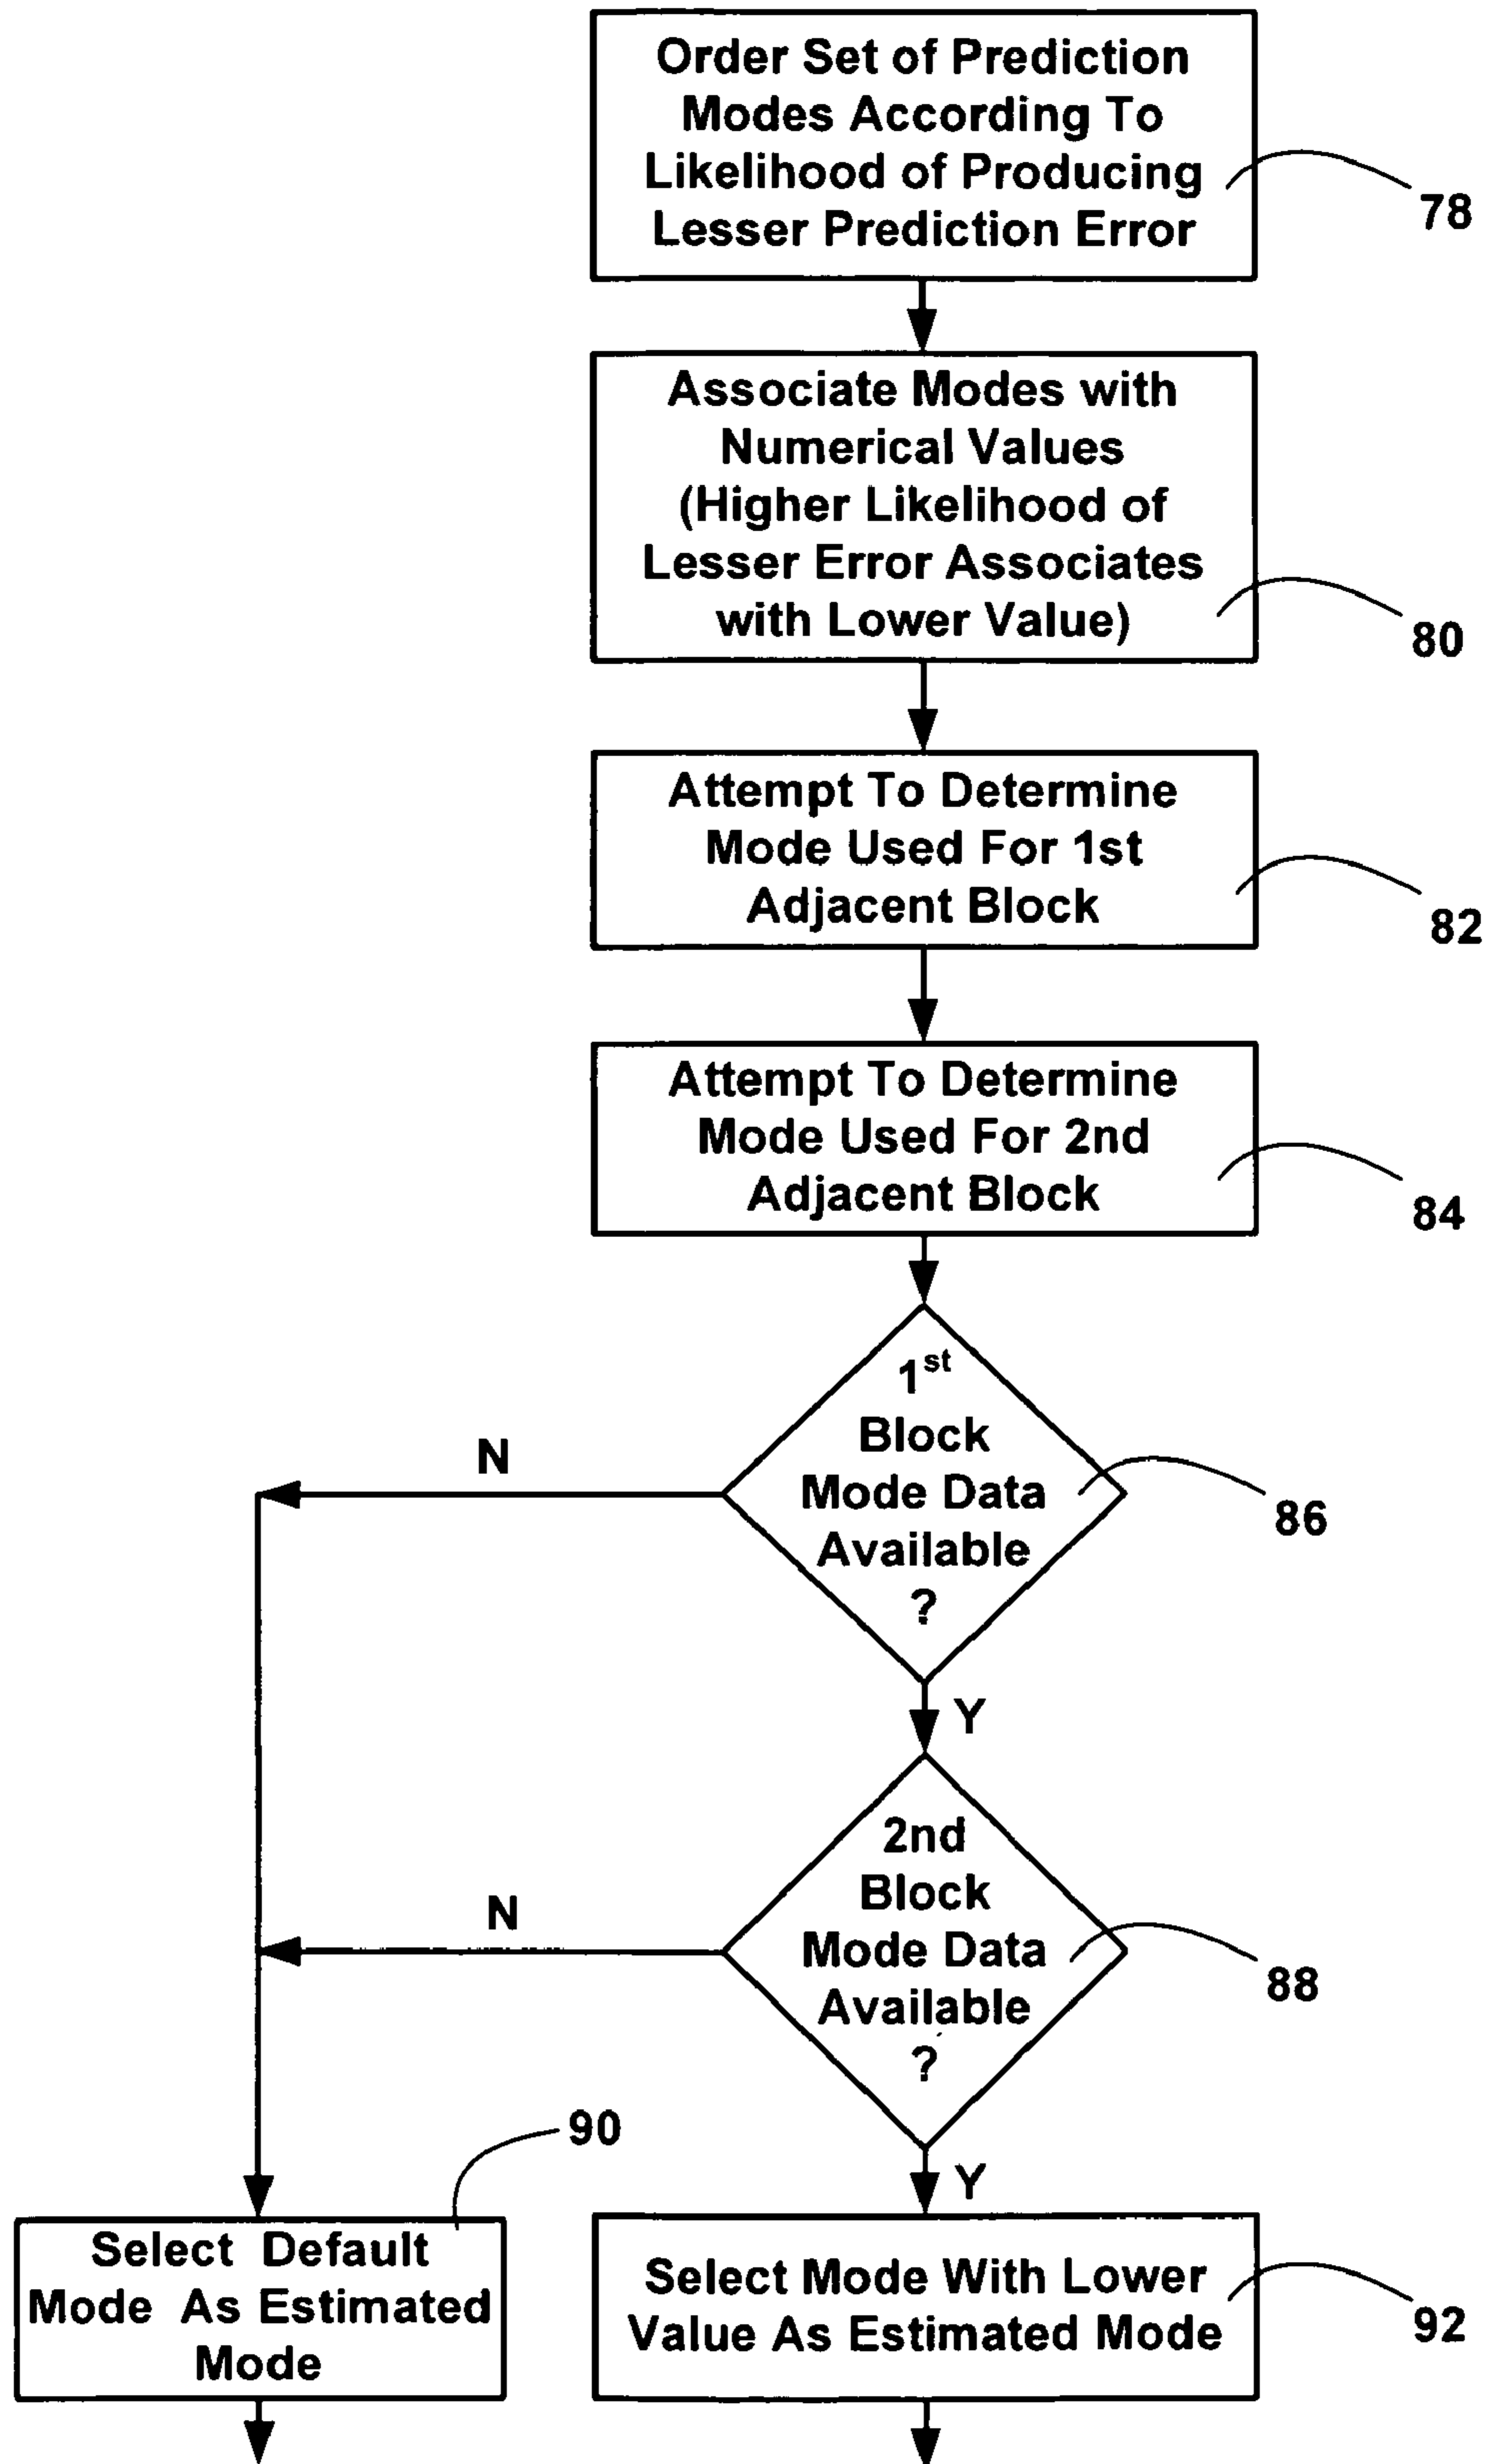 Order Set of Prediction
Modes According To
Likelihood of Producing
Lesser Prediction Error
78
Associate Modes with
Numerical Values
(Higher Likelihood of
Lesser Error Associates
with Lower Value)
80
Attempt To Determine
Mode Used For 1st
Adjacent Block
82
Attempt To Determine
Mode Used For 2nd
Adjacent Block
84
1st
Block
Mode Data
Available
?
86
N
Y
2nd
Block
Mode Data
Available
?
88
N
Y
90
Select Default
Mode As Estimated
Mode
Select Mode With Lower
Value As Estimated Mode
92